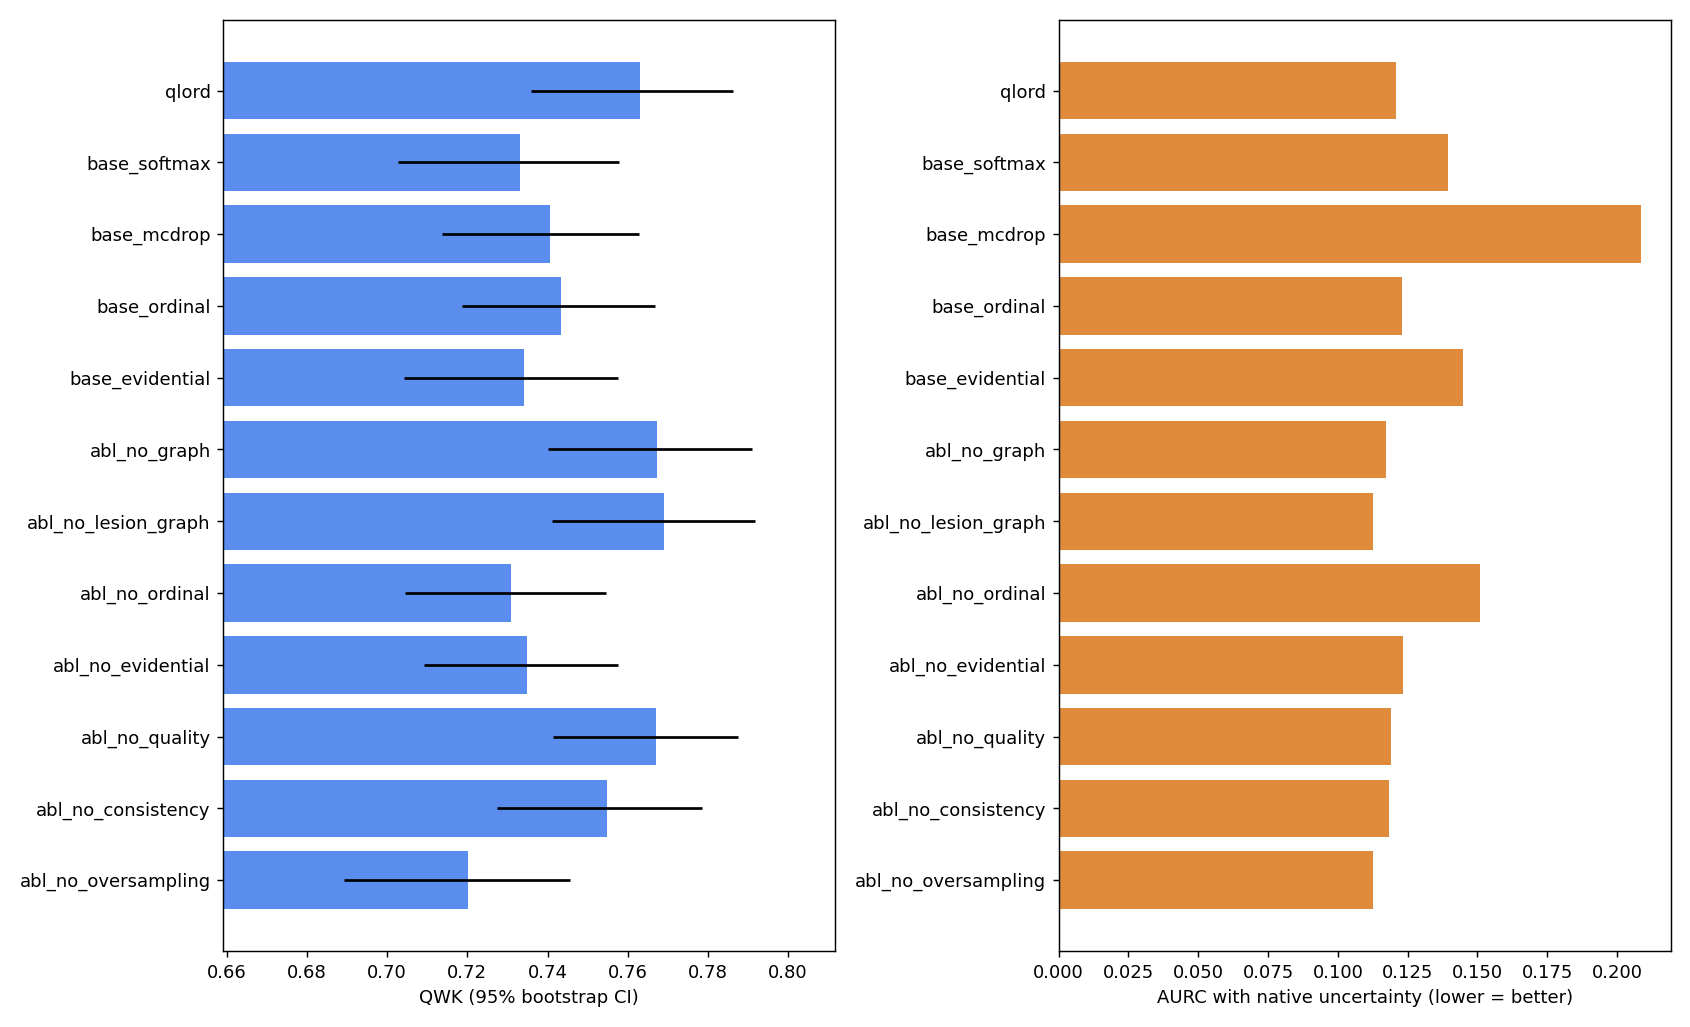 qlord
base_softmax
base_mcdrop
base_ordinal
base_evidential
abl_no_graph
abl_no_lesion_graph
abl_no_ordinal
abl_no_evidential
abl_no_quality
abl_no_consistency
abl_no_oversampling
0.66 0.68 0.70 0.72 0.74 0.76 0.78 0.80
QWK (95% bootstrap CI)
qlord
base_softmax
base_mcdrop
base_ordinal
base_evidential
abl_no_graph
abl_no_lesion_graph
abl_no_ordinal
abl_no_evidential
abl_no_quality
abl_no_consistency
abl_no_oversampling
0.000 0.025 0.050 0.075 0.100 0.125 0.150 0.175 0.200
AURC with native uncertainty (lower = better)